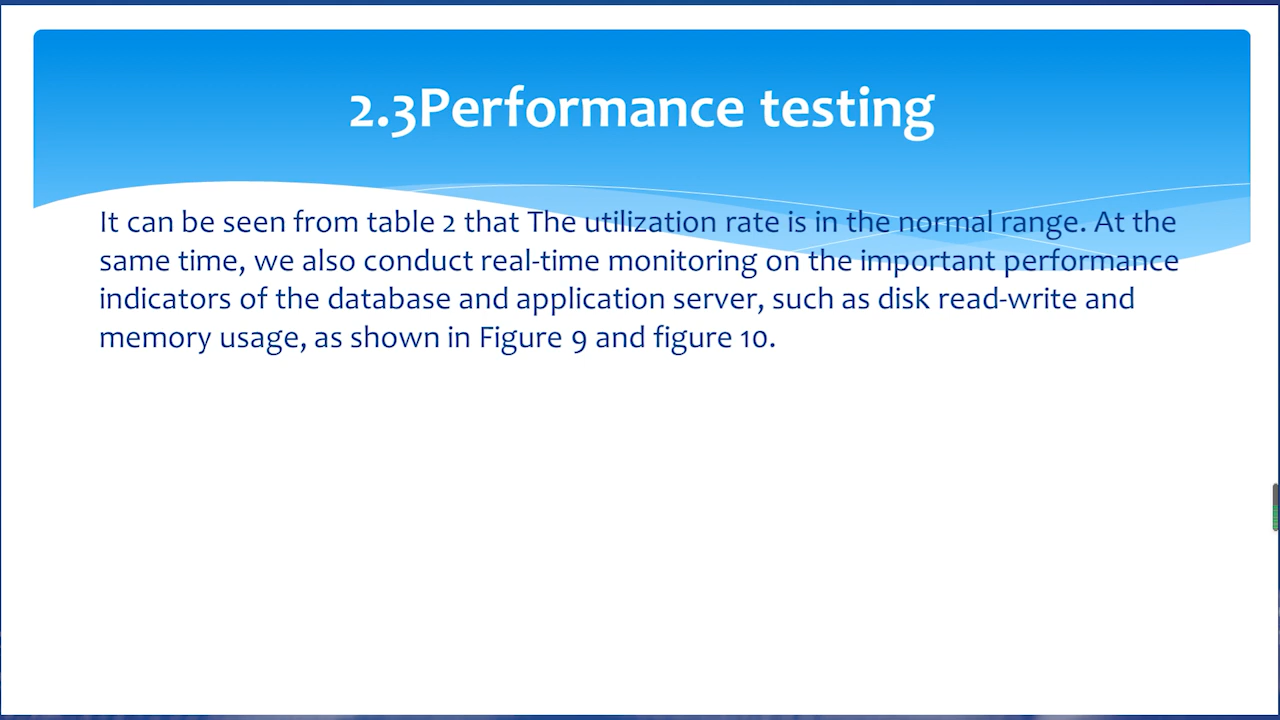 2.3Performance testing
It can be seen from table 2 that The utilization rate is in the normal range. At the
same time, we also conduct real-time monitoring on the important performance
indicators of the database and application server, such as disk read-write and
memory usage, as shown in Figure 9 and figure 10.